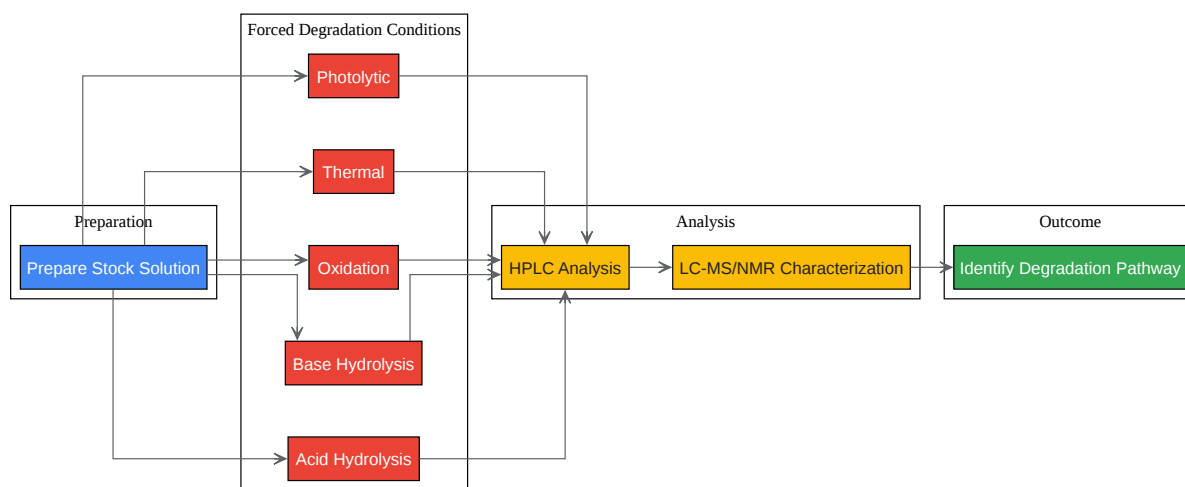 Forced Degradation Conditions
Photolytic
Thermal
Preparation
Analysis
Outcome
Prepare Stock Solution
Oxidation
HPLC Analysis
LC-MS/NMR Characterization
Identify Degradation Pathway
Base Hydrolysis
Acid Hydrolysis